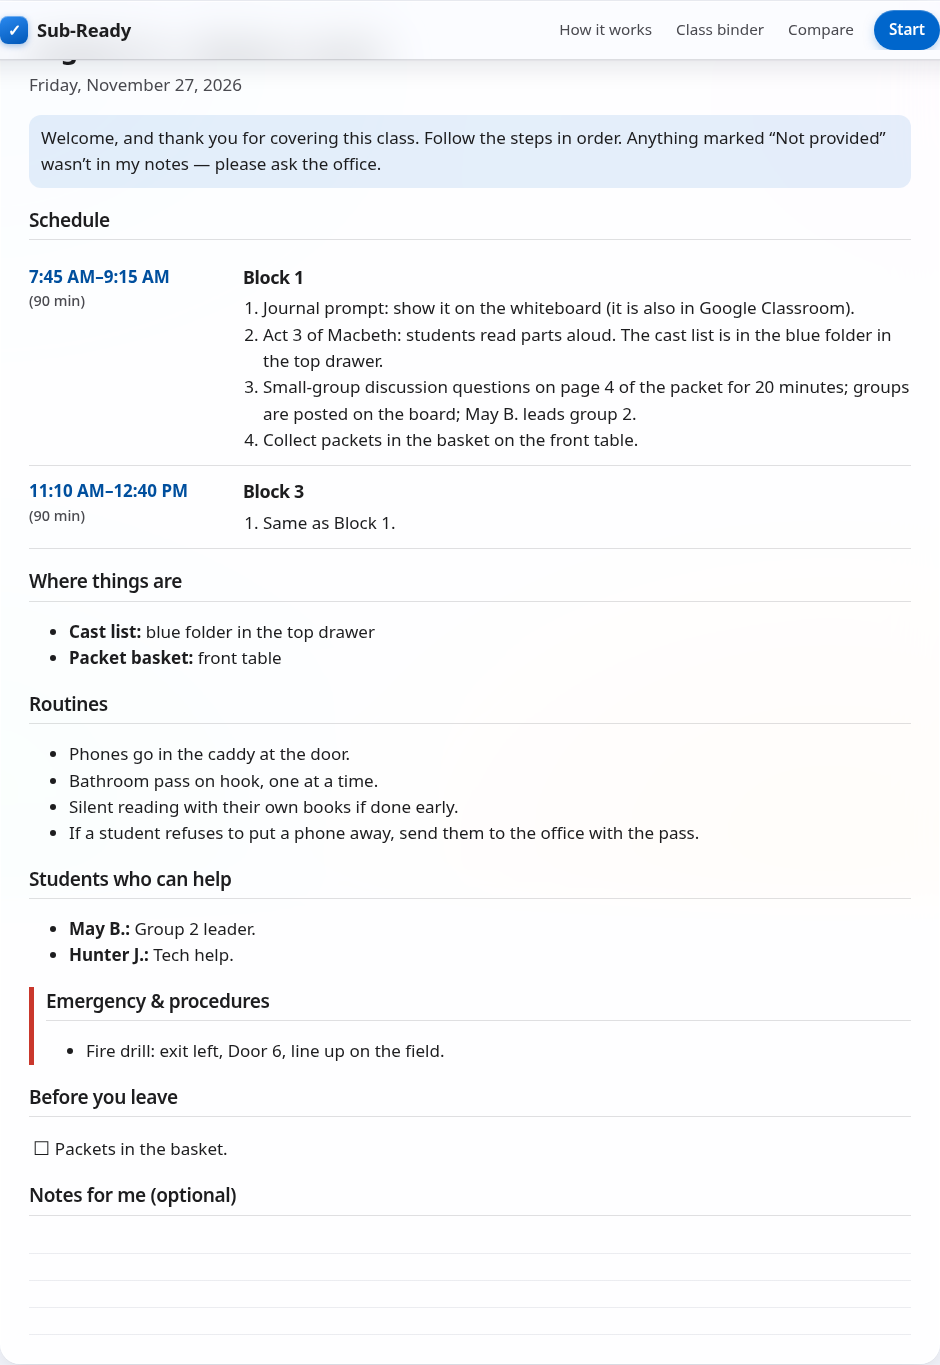 ✓ Sub-Ready
How it works
Class binder
Compare
Start
Friday, November 27, 2026
Welcome, and thank you for covering this class. Follow the steps in order. Anything marked “Not provided”
wasn’t in my notes — please ask the office.
Schedule
7:45 AM–9:15 AM
(90 min)
Block 1
1. Journal prompt: show it on the whiteboard (it is also in Google Classroom).
2. Act 3 of Macbeth: students read parts aloud. The cast list is in the blue folder in
the top drawer.
3. Small-group discussion questions on page 4 of the packet for 20 minutes; groups
are posted on the board; May B. leads group 2.
4. Collect packets in the basket on the front table.
11:10 AM–12:40 PM
(90 min)
Block 3
1. Same as Block 1.
Where things are
• Cast list: blue folder in the top drawer
• Packet basket: front table
Routines
• Phones go in the caddy at the door.
• Bathroom pass on hook, one at a time.
• Silent reading with their own books if done early.
• If a student refuses to put a phone away, send them to the office with the pass.
Students who can help
• May B.: Group 2 leader.
• Hunter J.: Tech help.
Emergency & procedures
• Fire drill: exit left, Door 6, line up on the field.
Before you leave
☐ Packets in the basket.
Notes for me (optional)